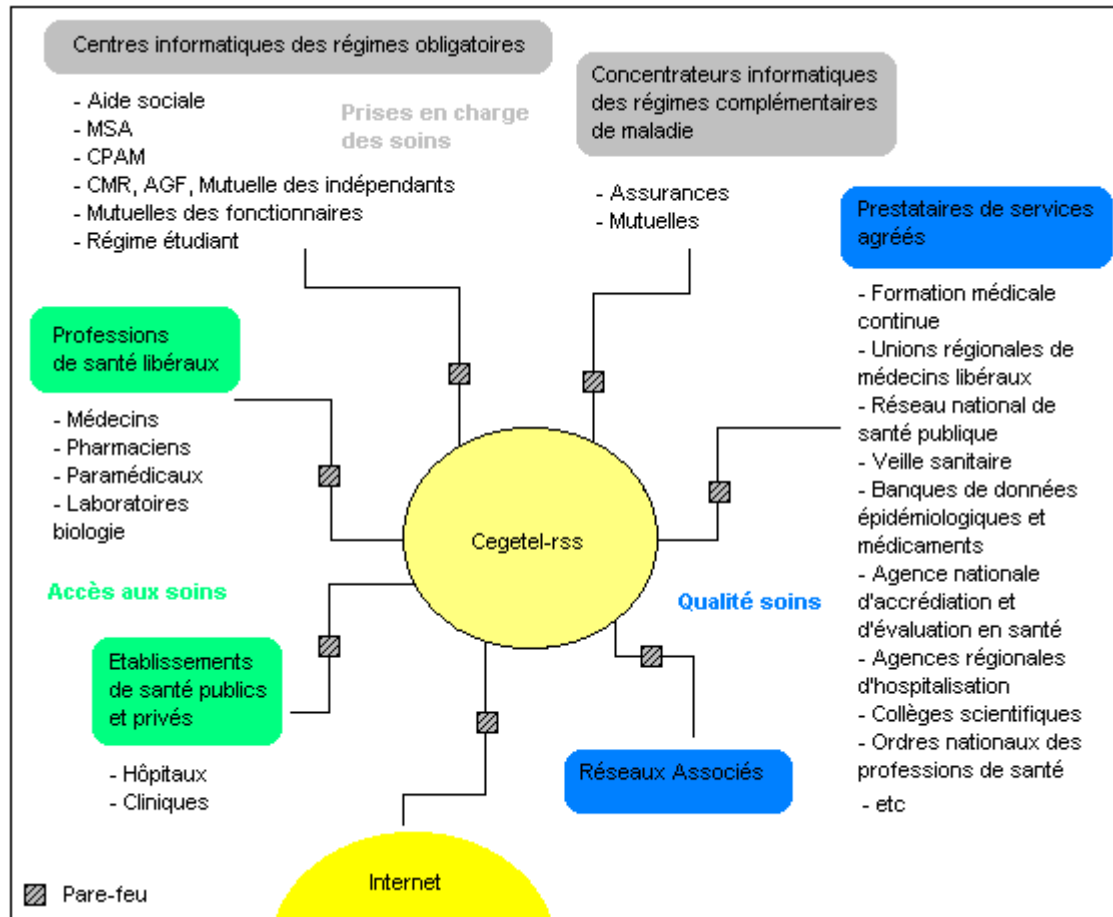 Centres informatiques des régimes obligatoires
- Aide sociale
- MSA
- CPAM
- CMR, AGF, Mutuelle des indépendants
- Mutuelles des fonctionnaires
- Régime étudiant
Prises en charge
des soins
Concentrateurs informatiques
des régimes complémentaires
de maladie
- Assurances
- Mutuelles
Prestataires de services
agréés
- Formation médicale
continue
- Unions régionales de
médecins libéraux
- Réseau national de
santé publique
- Veille sanitaire
- Banques de données
épidémiologiques et
médicaments
- Agence nationale
d'accrédiation et
d'évaluation en santé
- Agences régionales
d'hospitalisation
- Collèges scientifiques
- Ordres nationaux des
professions de santé
- etc
Professions
de santé libéraux
- Médecins
- Pharmaciens
- Paramédicaux
- Laboratoires
biologie
Cegetel-rss
Accès aux soins
Qualité soins
Etablissements
de santé publics
et privés
- Hôpitaux
- Cliniques
Réseaux Associés
Internet
Pare-feu